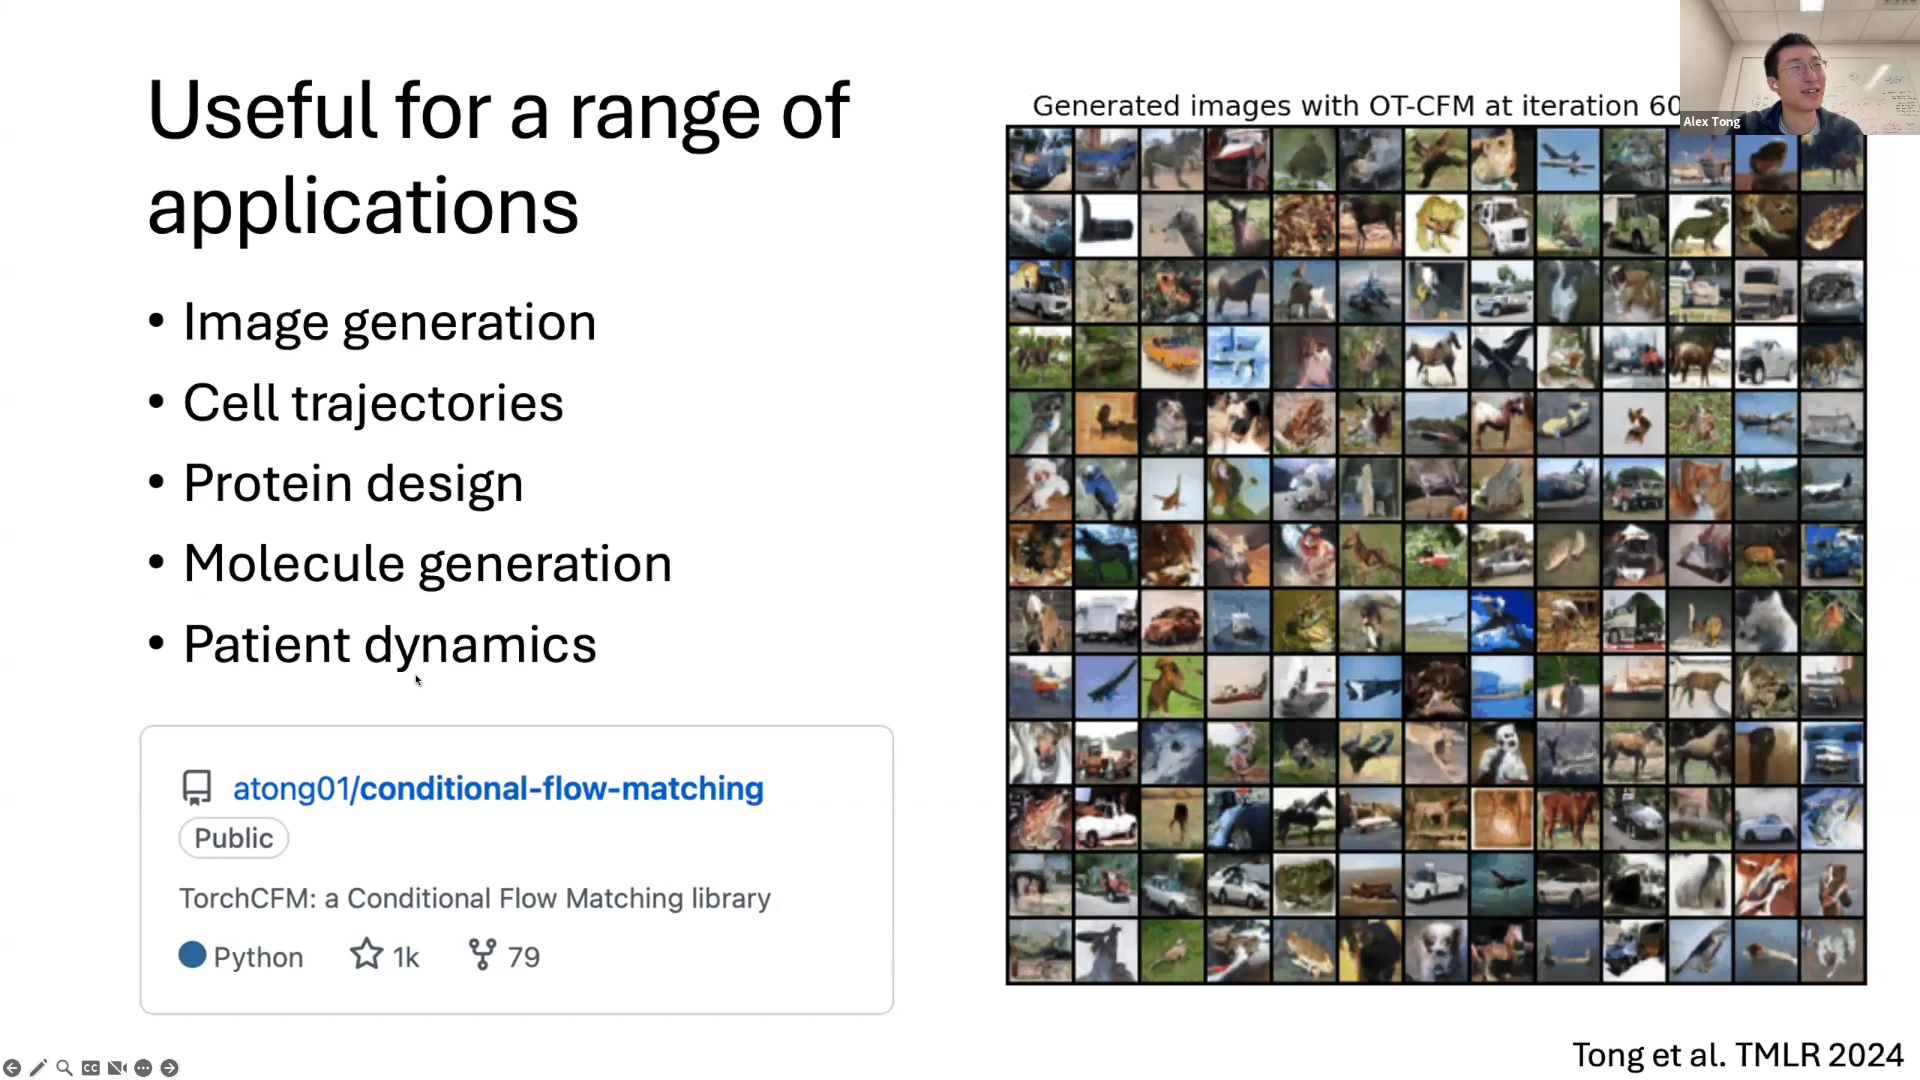 Useful for a range of
applications
• Image generation
• Cell trajectories
• Protein design
• Molecule generation
• Patient dynamics
atong01/conditional-flow-matching
Public
TorchCFM: a Conditional Flow Matching library
Python 1k 79
Generated images with OT-CFM at iteration 60
Alex Tong
Tong et al. TMLR 2024
CC